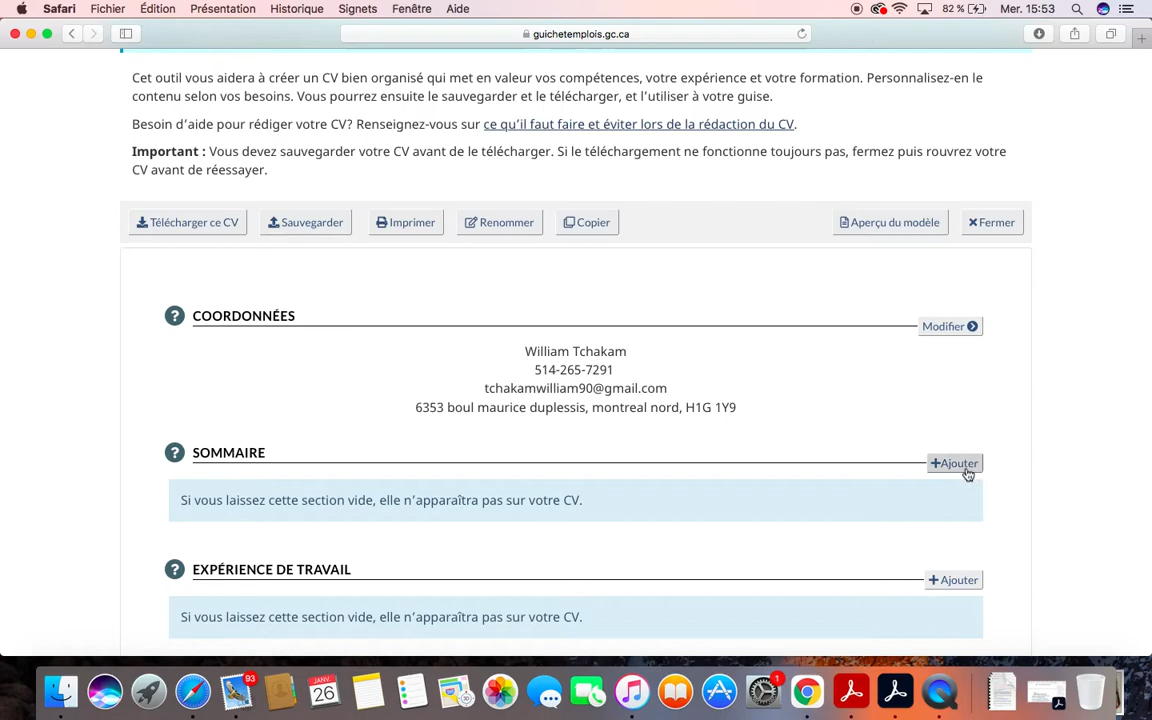 Safari Fichier Édition Présentation Historique Signets Fenêtre Aide 82 % Mer. 15:53
guichetemplois.gc.ca
Cet outil vous aidera à créer un CV bien organisé qui met en valeur vos compétences, votre expérience et votre formation. Personnalisez-en le
contenu selon vos besoins. Vous pourrez ensuite le sauvegarder et le télécharger, et l'utiliser à votre guise.
Besoin d'aide pour rédiger votre CV? Renseignez-vous sur ce qu'il faut faire et éviter lors de la rédaction du CV.
Important : Vous devez sauvegarder votre CV avant de le télécharger. Si le téléchargement ne fonctionne toujours pas, fermez puis rouvrez votre
CV avant de réessayer.
Télécharger ce CV Sauvegarder Imprimer Renommer Copier Aperçu du modèle Fermer
? COORDONNÉES
Modifier
William Tchakam
514-265-7291
tchakamwilliam90@gmail.com
6353 boul maurice duplessis, montreal nord, H1G 1Y9
? SOMMAIRE
+Ajouter
Si vous laissez cette section vide, elle n'apparaîtra pas sur votre CV.
? EXPÉRIENCE DE TRAVAIL
+ Ajouter
Si vous laissez cette section vide, elle n'apparaîtra pas sur votre CV.
93
JANV.
26
1